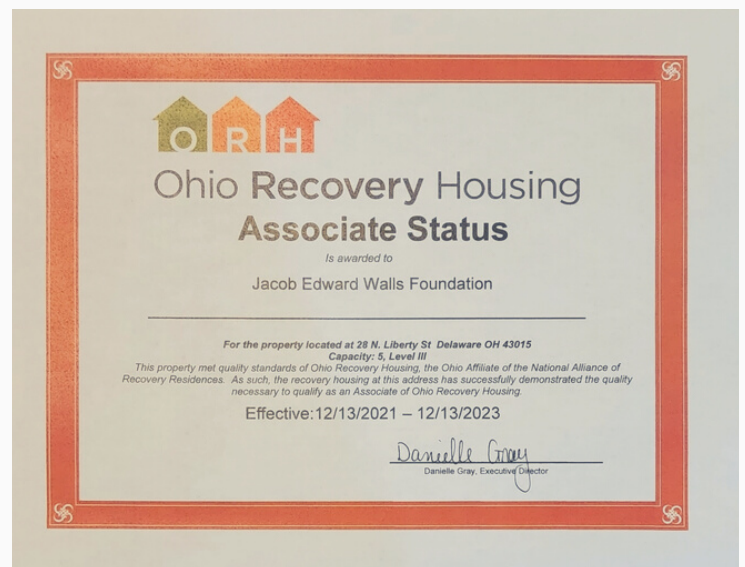 ORH
Ohio Recovery Housing
Associate Status
Is awarded to
Jacob Edward Walls Foundation
For the property located at 28 N. Liberty St Delaware OH 43015
Capacity: 5, Level III
This property met quality standards of Ohio Recovery Housing, the Ohio Affiliate of the National Alliance of
Recovery Residences. As such, the recovery housing at this address has successfully demonstrated the quality
necessary to qualify as an Associate of Ohio Recovery Housing.
Effective:12/13/2021 – 12/13/2023
Danielle Gray
Danielle Gray, Executive Director